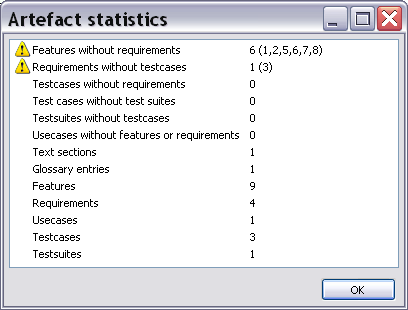 Artefact statistics
Features without requirements 6 (1,2,5,6,7,8)
Requirements without testcases 1 (3)
Testcases without requirements 0
Test cases without test suites 0
Testsuites without testcases 0
Usecases without features or requirements 0
Text sections 1
Glossary entries 1
Features 9
Requirements 4
Usecases 1
Testcases 3
Testsuites 1
OK